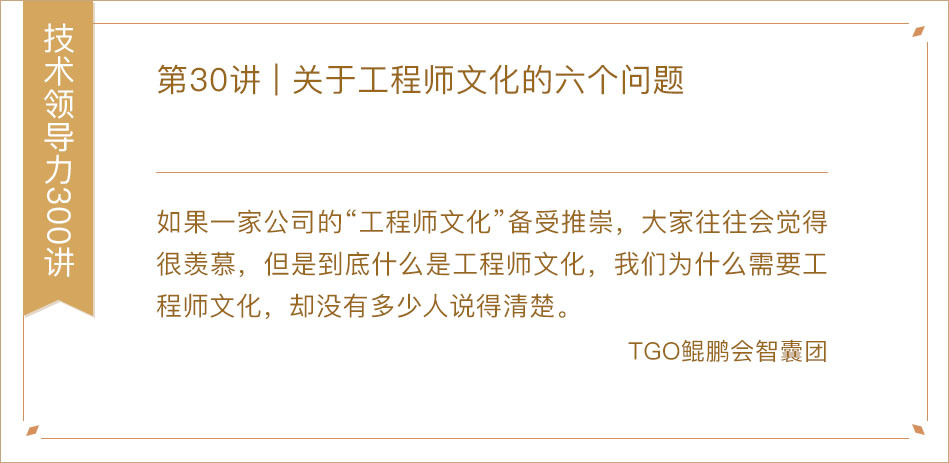 技术领导力300讲
第30讲 | 关于工程师文化的六个问题
如果一家公司的“工程师文化”备受推崇，大家往往会觉得
很羡慕，但是到底什么是工程师文化，我们为什么需要工
程师文化，却没有多少人说得清楚。
TGO鲲鹏会智囊团